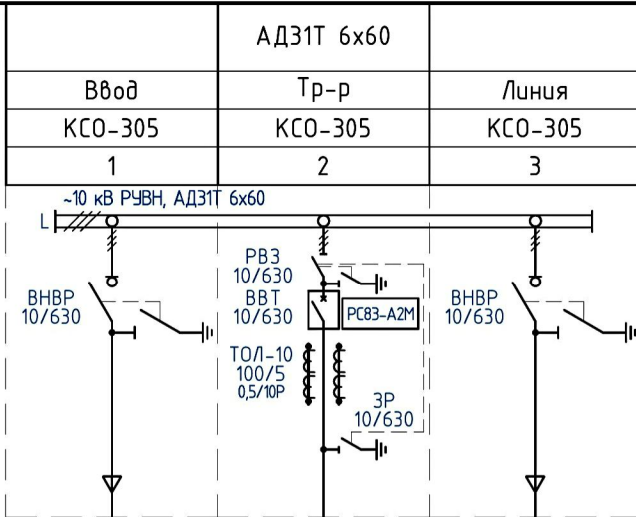 АД31Т 6х60
Ввод
Тр-р
Линия
КСО-305
КСО-305
КСО-305
1
2
3
~10 кВ РУВН, АД31Т 6х60
L
РВЗ
10/630
ВНВР
10/630
ВВТ
10/630
РС83-А2М
ВНВР
10/630
ТОЛ-10
100/5
0,5/10Р
ЗР
10/630